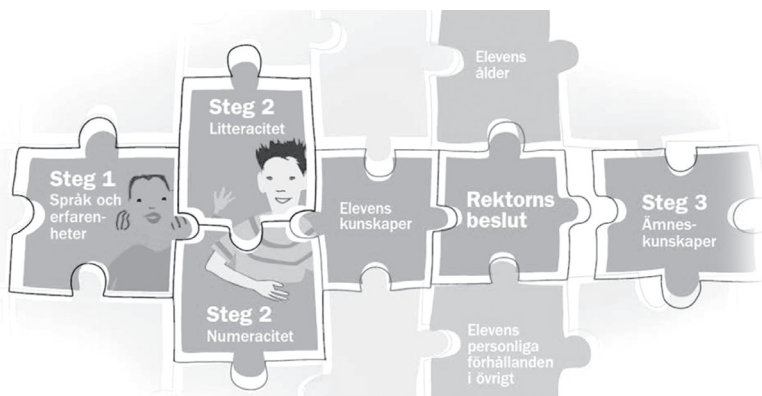 Steg 1
Språk och
erfaren-
heter
Steg 2
Litteracitet
Steg 2
Numeracitet
Elevens
kunskaper
Elevens
ålder
Rektorns
beslut
Elevens
personliga
förhållanden
i övrigt
Steg 3
Ämnes-
kunskaper